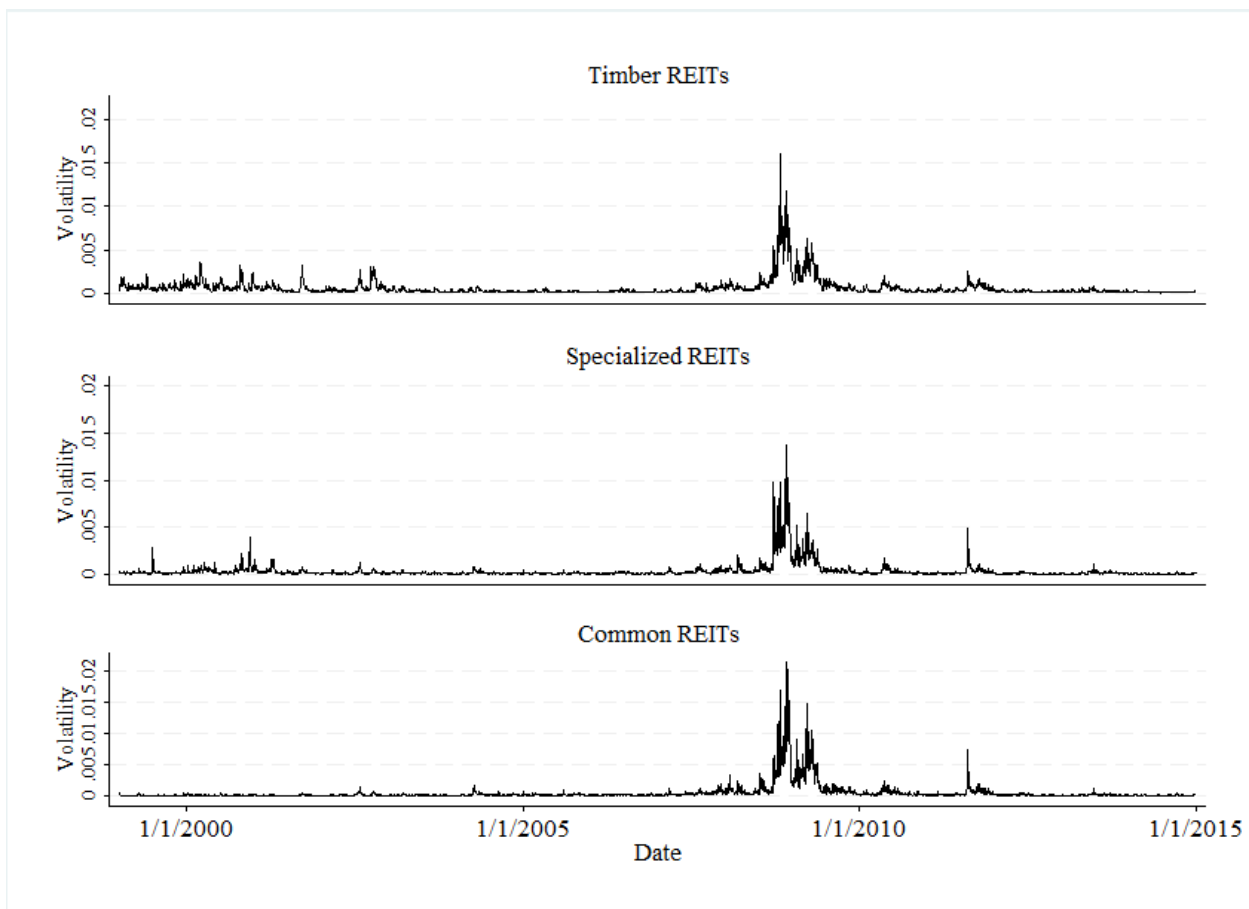 Timber REITs
Volatility
.02
.015
.01
.005
0
Specialized REITs
Volatility
.02
.015
.01
.005
0
Common REITs
Volatility
.02
.015
.01
.005
0
1/1/2000 1/1/2005 1/1/2010 1/1/2015
Date